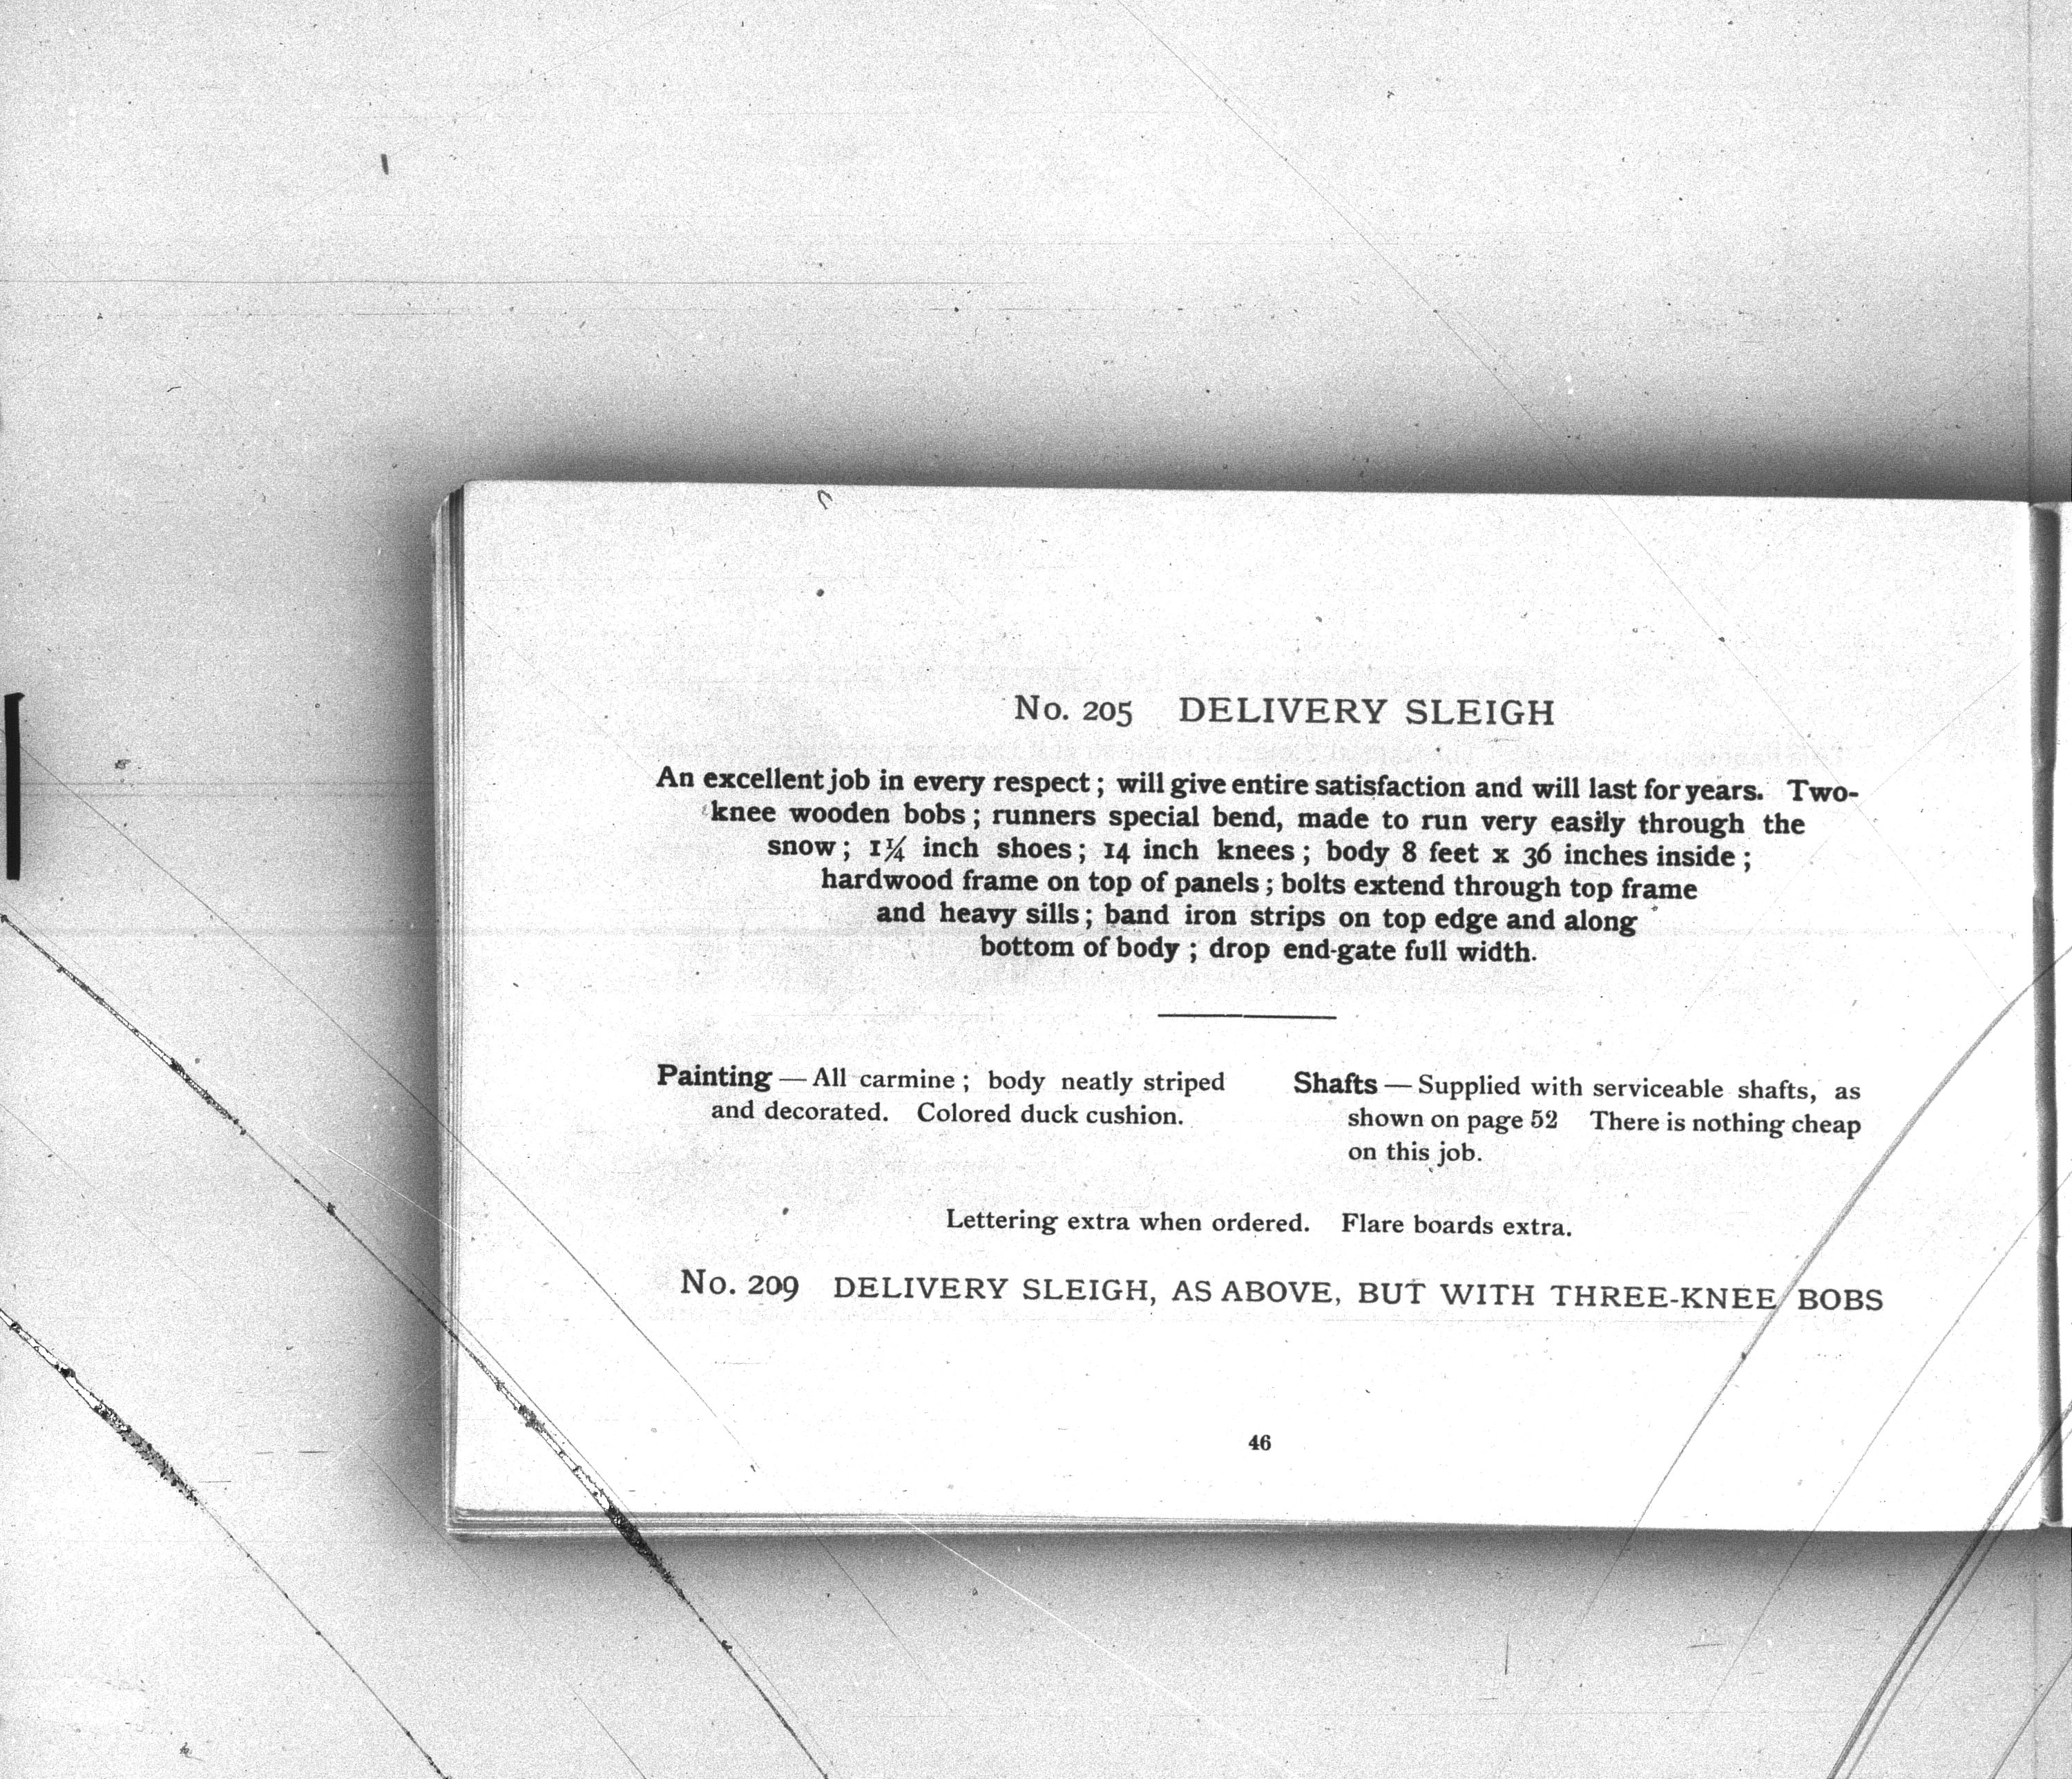 No. 205 DELIVERY SLEIGH
An excellent job in every respect ; will give entire satisfaction and will last for years. Two-
knee wooden bobs ; runners special bend, made to run very easily through the
snow ; 1¼ inch shoes ; 14 inch knees ; body 8 feet x 36 inches inside ;
hardwood frame on top of panels ; bolts extend through top frame
and heavy sills ; band iron strips on top edge and along
bottom of body ; drop end-gate full width.
Painting — All carmine ; body neatly striped
and decorated. Colored duck cushion.
Shafts — Supplied with serviceable shafts, as
shown on page 52 There is nothing cheap
on this job.
Lettering extra when ordered. Flare boards extra.
No. 209 DELIVERY SLEIGH, AS ABOVE, BUT WITH THREE-KNEE BOBS
46